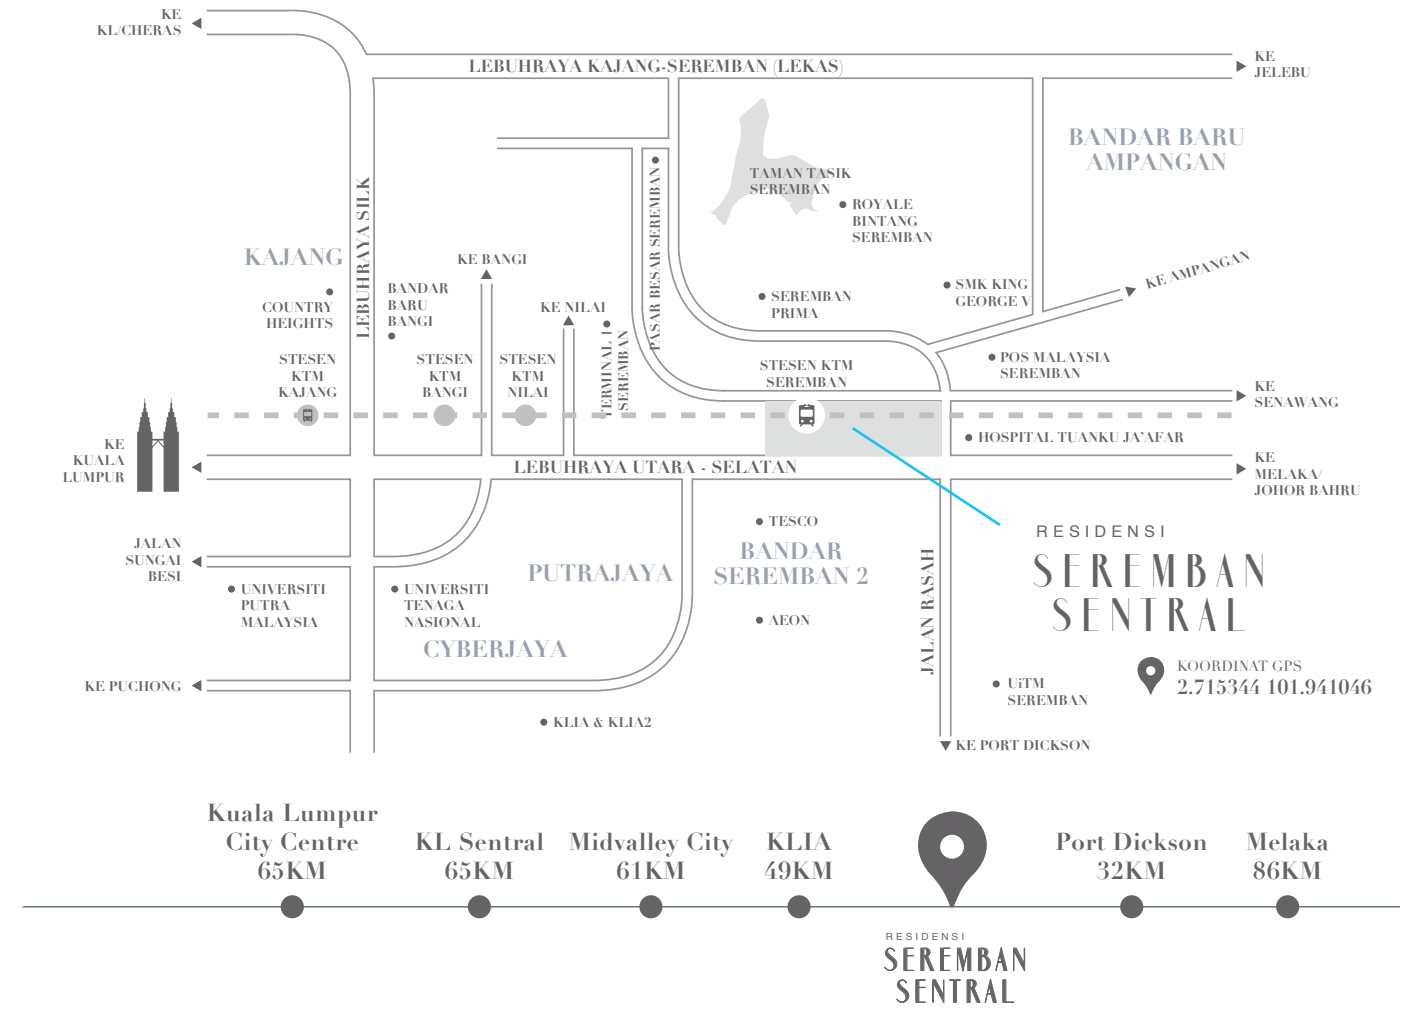 KE
KL/CHERAS
LEBUHRAYA KAJANG-SEREMBAN (LEKAS)
KE
JELEBU
BANDAR BARU
AMPANGAN
TAMAN TASIK
SEREMBAN
ROYALE
BINTANG
SEREMBAN
PASAR BESAR SEREMBAN
LEBUHRAYA SILK
KAJANG
COUNTRY
HEIGHTS
BANDAR
BARU
BANGI
KE BANGI
KE NILAI
TERMINAL 1
SEREMBAN
SEREMBAN
PRIMA
SMK KING
GEORGE V
KE AMPANGAN
STESEN
KTM
KAJANG
STESEN
KTM
BANGI
STESEN
KTM
NILAI
STESEN KTM
SEREMBAN
POS MALAYSIA
SEREMBAN
KE
SENAWANG
KE
KUALA
LUMPUR
HOSPITAL TUANKU JA'AFAR
LEBUHRAYA UTARA - SELATAN
KE
MELAKA/
JOHOR BAHRU
JALAN
SUNGAI
BESI
TESCO
BANDAR
SEREMBAN 2
PUTRAJAYA
UNIVERSITI
PUTRA
MALAYSIA
UNIVERSITI
TENAGA
NASIONAL
CYBERJAYA
AEON
JALAN RASAH
RESIDENSI
SEREMBAN
SENTRAL
KOORDINAT GPS
2.715344 101.941046
KE PUCHONG
UiTM
SEREMBAN
KLIA & KLIA2
KE PORT DICKSON
Kuala Lumpur
City Centre
65KM
KL Sentral
65KM
Midvalley City
61KM
KLIA
49KM
Port Dickson
32KM
Melaka
86KM
RESIDENSI
SEREMBAN
SENTRAL